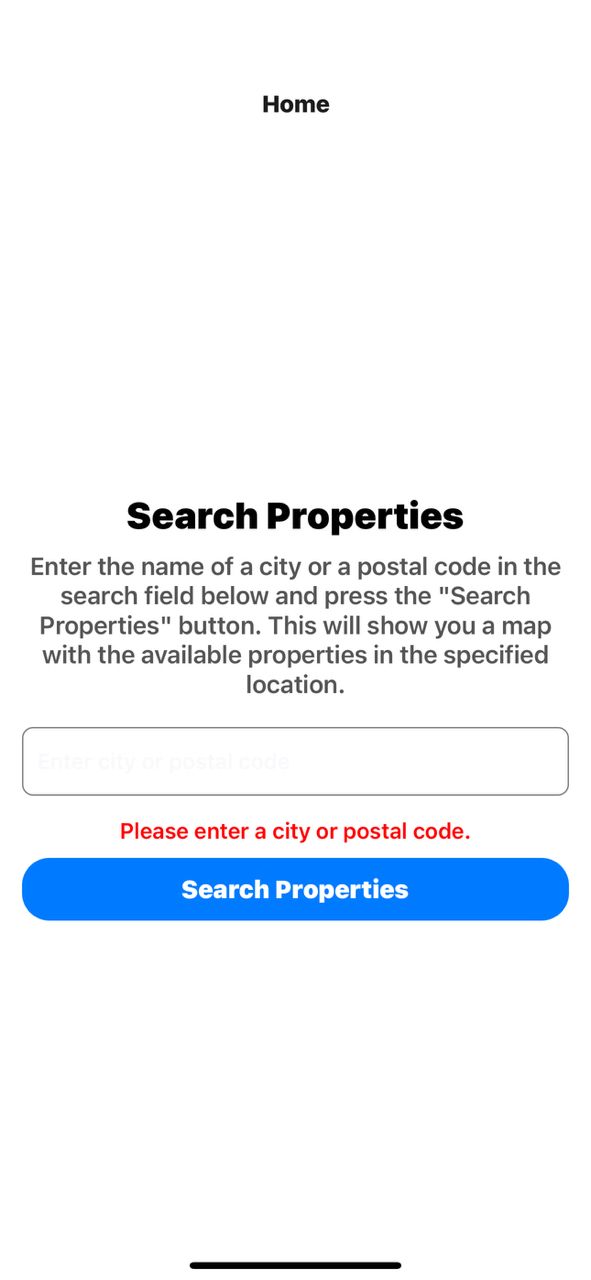 Home
Search Properties
Enter the name of a city or a postal code in the
search field below and press the "Search
Properties" button. This will show you a map
with the available properties in the specified
location.
Enter city or postal code
Please enter a city or postal code.
Search Properties